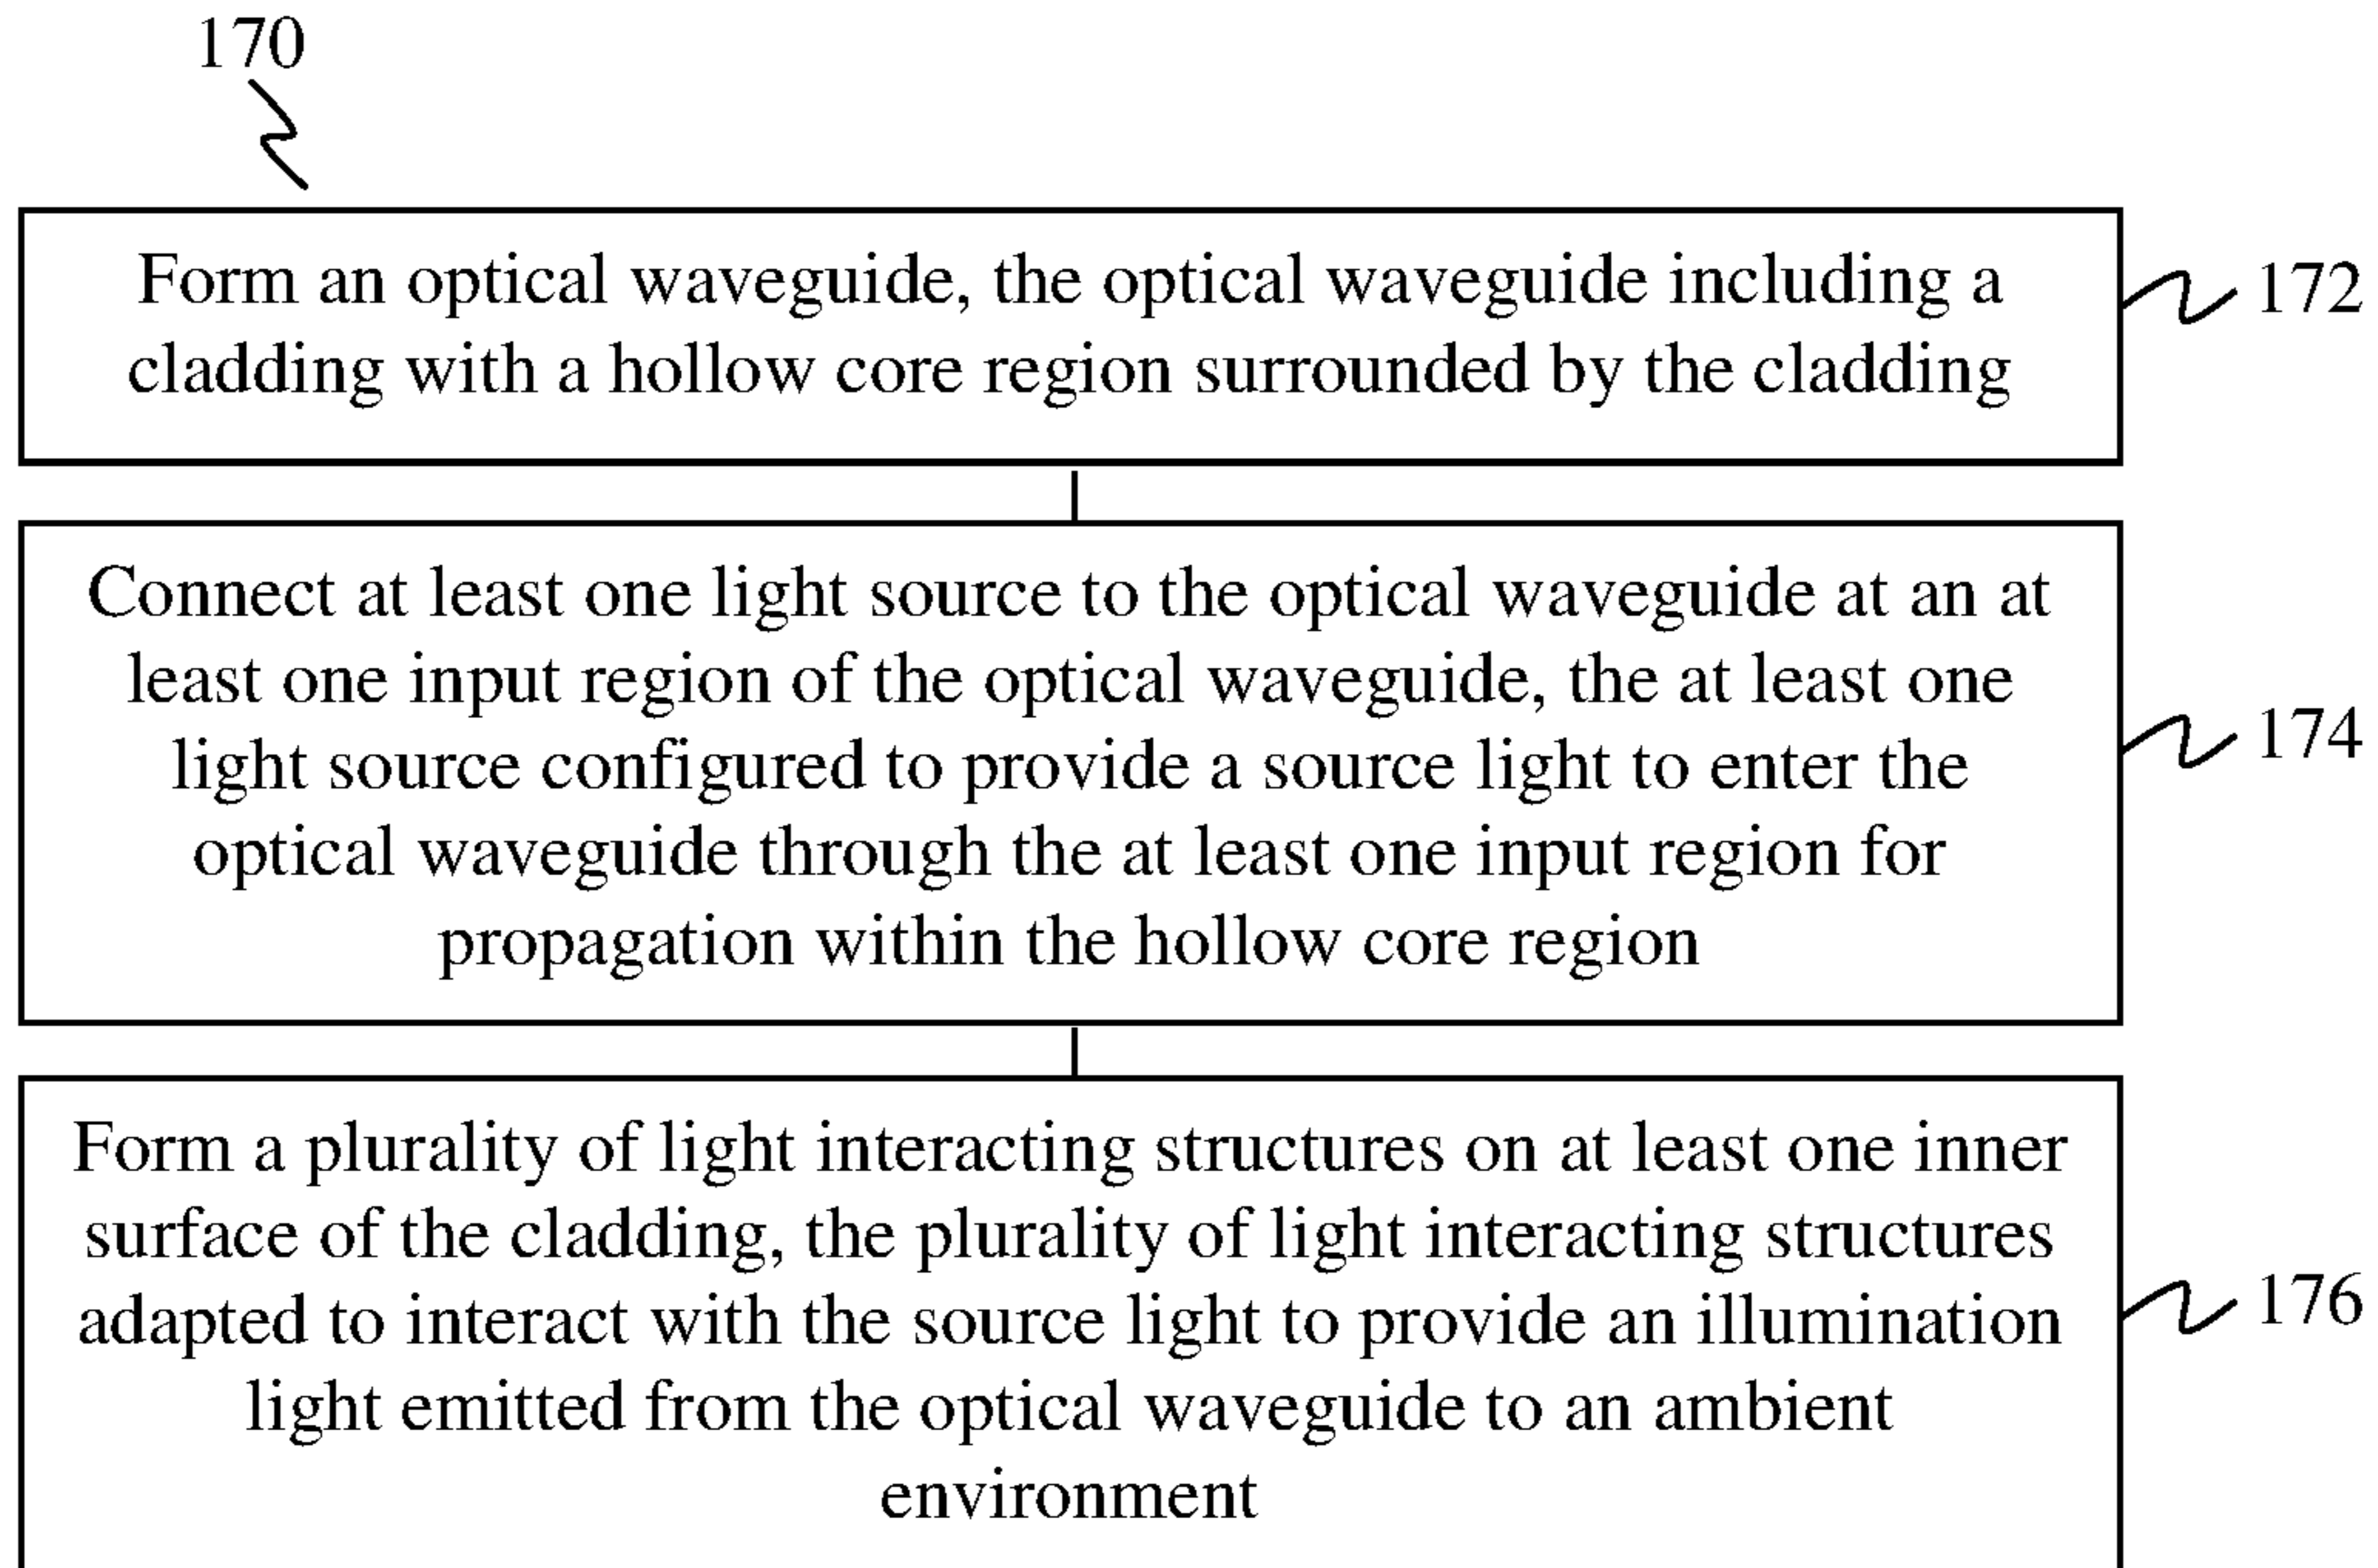 170
Form an optical waveguide, the optical waveguide including a
cladding with a hollow core region surrounded by the cladding
172
Connect at least one light source to the optical waveguide at an at
least one input region of the optical waveguide, the at least one
light source configured to provide a source light to enter the
optical waveguide through the at least one input region for
propagation within the hollow core region
174
Form a plurality of light interacting structures on at least one inner
surface of the cladding, the plurality of light interacting structures
adapted to interact with the source light to provide an illumination
light emitted from the optical waveguide to an ambient
environment
176